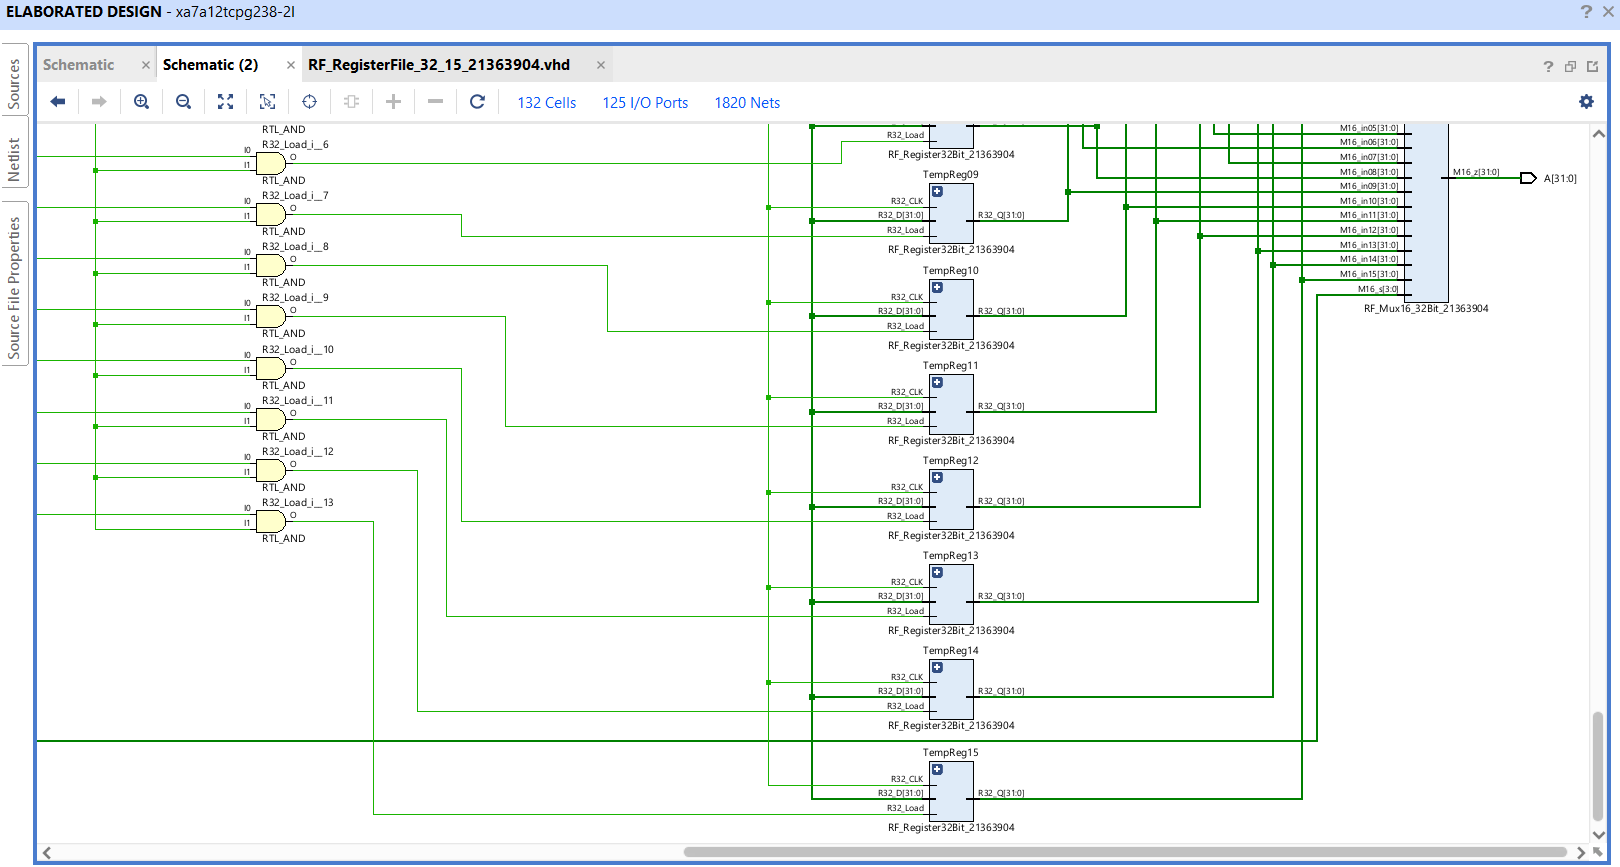 ELABORATED DESIGN - xa7a12tcpg238-2I
Sources
Netlist
Source File Properties
Schematic
Schematic (2)
RF_RegisterFile_32_15_21363904.vhd
132 Cells
125 I/O Ports
1820 Nets
RTL_AND
R32_Load_i__6
I0
I1
O
RTL_AND
R32_Load_i__7
I0
I1
O
RTL_AND
R32_Load_i__8
I0
I1
O
RTL_AND
R32_Load_i__9
I0
I1
O
RTL_AND
R32_Load_i__10
I0
I1
O
RTL_AND
R32_Load_i__11
I0
I1
O
RTL_AND
R32_Load_i__12
I0
I1
O
RTL_AND
R32_Load_i__13
I0
I1
O
RTL_AND
R32_Load
RF_Register32Bit_21363904
TempReg09
R32_CLK
R32_D[31:0]
R32_Load
R32_Q[31:0]
RF_Register32Bit_21363904
TempReg10
R32_CLK
R32_D[31:0]
R32_Load
R32_Q[31:0]
RF_Register32Bit_21363904
TempReg11
R32_CLK
R32_D[31:0]
R32_Load
R32_Q[31:0]
RF_Register32Bit_21363904
TempReg12
R32_CLK
R32_D[31:0]
R32_Load
R32_Q[31:0]
RF_Register32Bit_21363904
TempReg13
R32_CLK
R32_D[31:0]
R32_Load
R32_Q[31:0]
RF_Register32Bit_21363904
TempReg14
R32_CLK
R32_D[31:0]
R32_Load
R32_Q[31:0]
RF_Register32Bit_21363904
TempReg15
R32_CLK
R32_D[31:0]
R32_Load
R32_Q[31:0]
RF_Register32Bit_21363904
M16_in05[31:0]
M16_in06[31:0]
M16_in07[31:0]
M16_in08[31:0]
M16_in09[31:0]
M16_in10[31:0]
M16_in11[31:0]
M16_in12[31:0]
M16_in13[31:0]
M16_in14[31:0]
M16_in15[31:0]
M16_s[3:0]
M16_z[31:0]
A[31:0]
RF_Mux16_32Bit_21363904